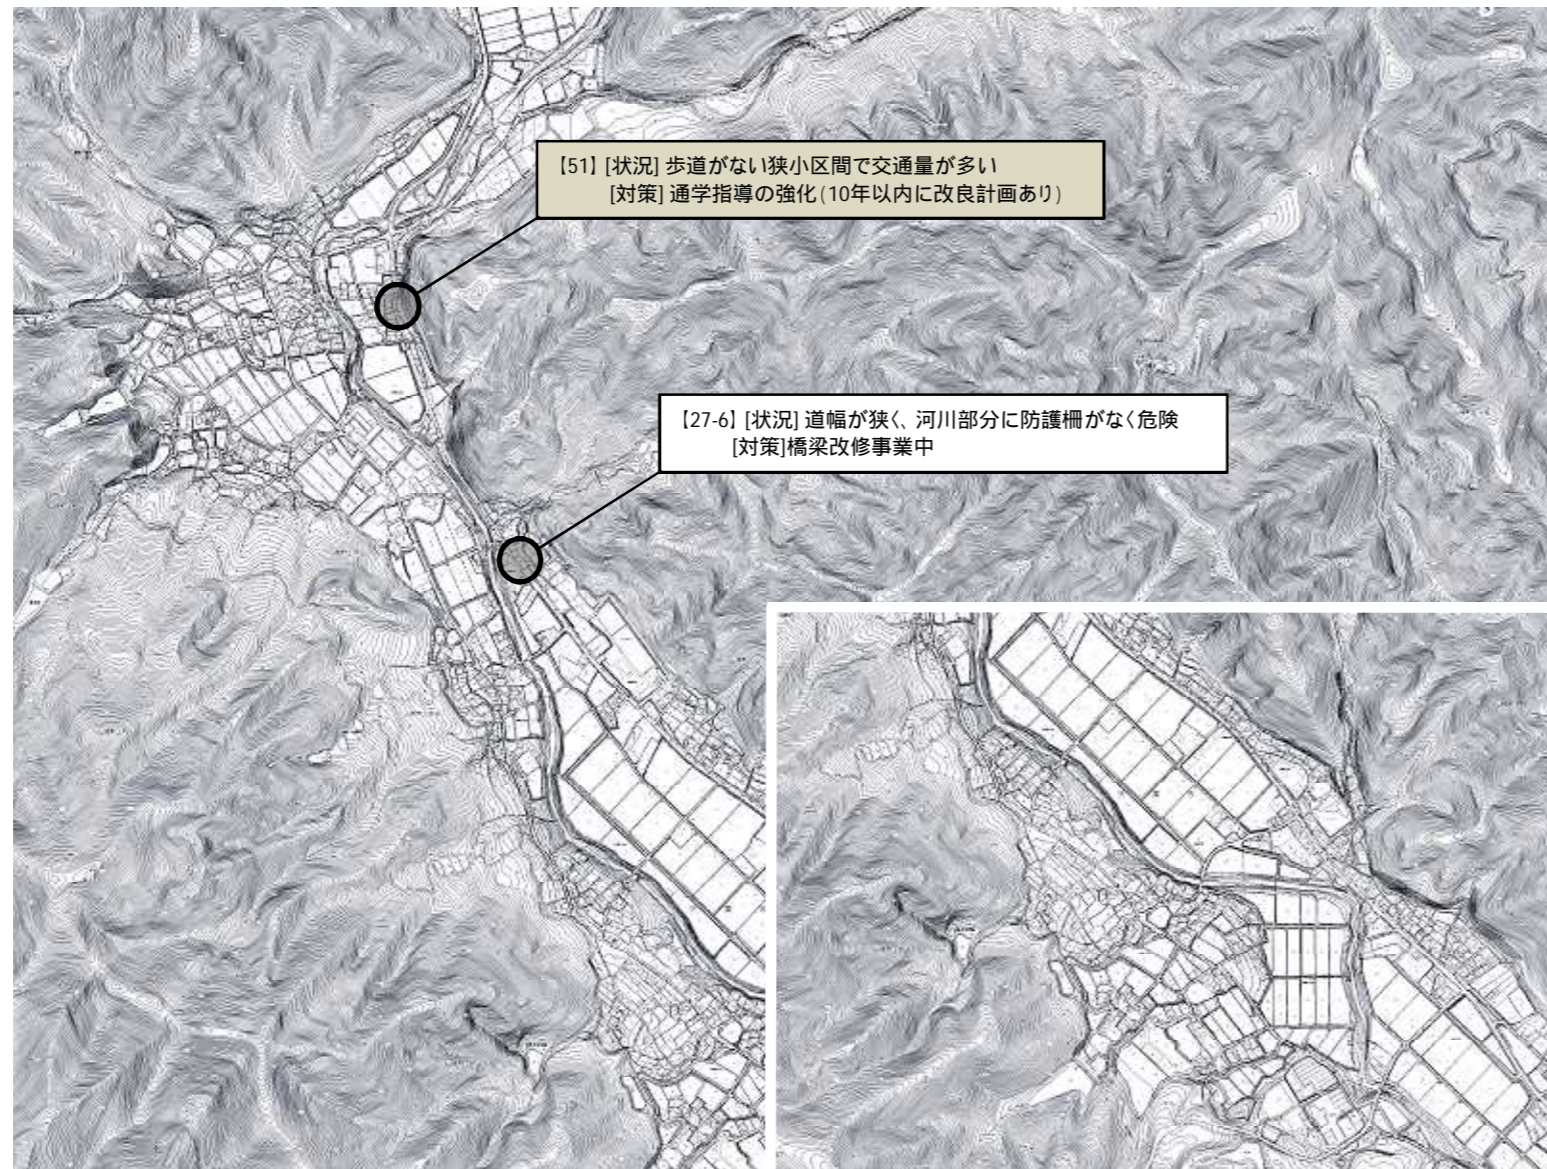 【51】 [状況] 歩道がない狭小区間で交通量が多い
[対策] 通学指導の強化(10年以内に改良計画あり)
【27-6】 [状況] 道幅が狭く、河川部分に防護柵がなく危険
[対策]橋梁改修事業中